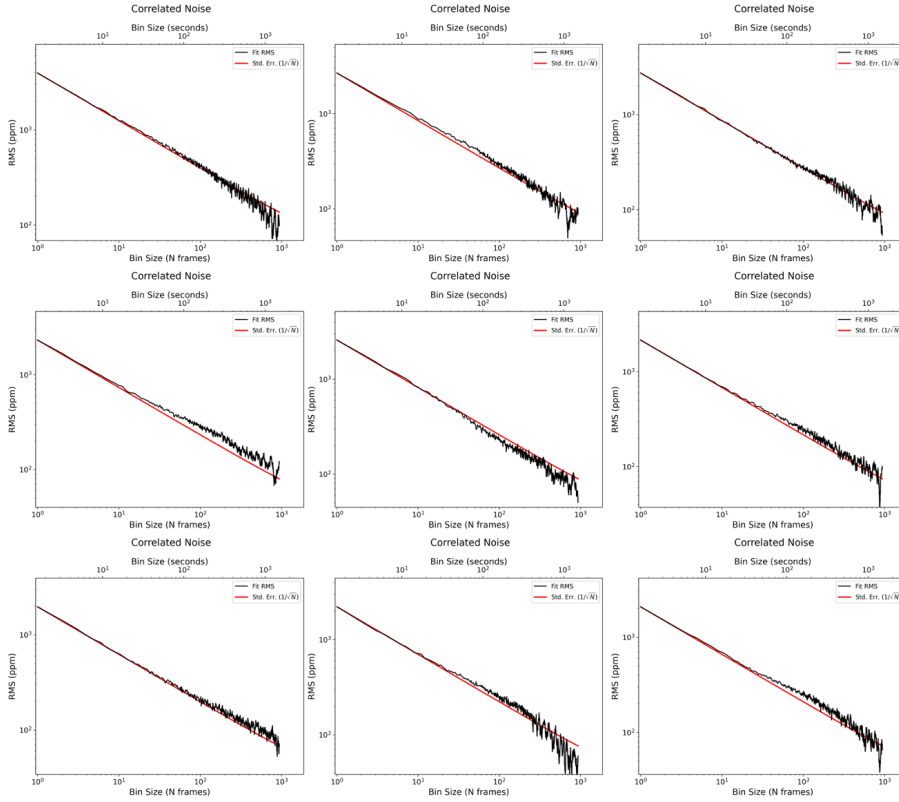 Correlated Noise
Bin Size (seconds)
10¹ 10² 10³
Fit RMS
Std. Err. (1/√N)
RMS (ppm)
10³
10²
10⁰ 10¹ 10² 10³
Bin Size (N frames)
Correlated Noise
Bin Size (seconds)
10¹ 10² 10³
Fit RMS
Std. Err. (1/√N)
RMS (ppm)
10³
10²
10⁰ 10¹ 10² 10³
Bin Size (N frames)
Correlated Noise
Bin Size (seconds)
10¹ 10² 10³
Fit RMS
Std. Err. (1/√N)
RMS (ppm)
10³
10²
10⁰ 10¹ 10² 10³
Bin Size (N frames)
Correlated Noise
Bin Size (seconds)
10¹ 10² 10³
Fit RMS
Std. Err. (1/√N)
RMS (ppm)
10³
10²
10⁰ 10¹ 10² 10³
Bin Size (N frames)
Correlated Noise
Bin Size (seconds)
10¹ 10² 10³
Fit RMS
Std. Err. (1/√N)
RMS (ppm)
10³
10²
10⁰ 10¹ 10² 10³
Bin Size (N frames)
Correlated Noise
Bin Size (seconds)
10¹ 10² 10³
Fit RMS
Std. Err. (1/√N)
RMS (ppm)
10³
10²
10⁰ 10¹ 10² 10³
Bin Size (N frames)
Correlated Noise
Bin Size (seconds)
10¹ 10² 10³
Fit RMS
Std. Err. (1/√N)
RMS (ppm)
10³
10²
10⁰ 10¹ 10² 10³
Bin Size (N frames)
Correlated Noise
Bin Size (seconds)
10¹ 10² 10³
Fit RMS
Std. Err. (1/√N)
RMS (ppm)
10³
10²
10⁰ 10¹ 10² 10³
Bin Size (N frames)
Correlated Noise
Bin Size (seconds)
10¹ 10² 10³
Fit RMS
Std. Err. (1/√N)
RMS (ppm)
10³
10²
10⁰ 10¹ 10² 10³
Bin Size (N frames)